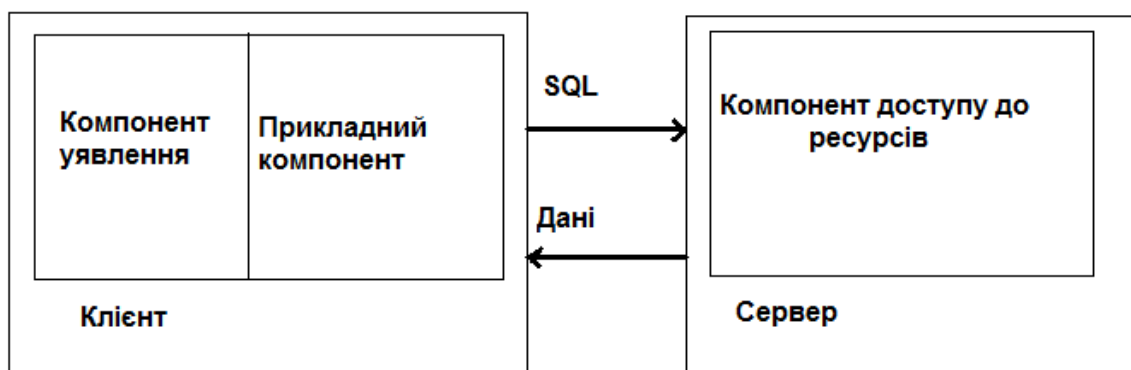 Компонент
уявлення
Прикладний
компонент
Клієнт
SQL
Дані
Компонент доступу до
ресурсів
Сервер